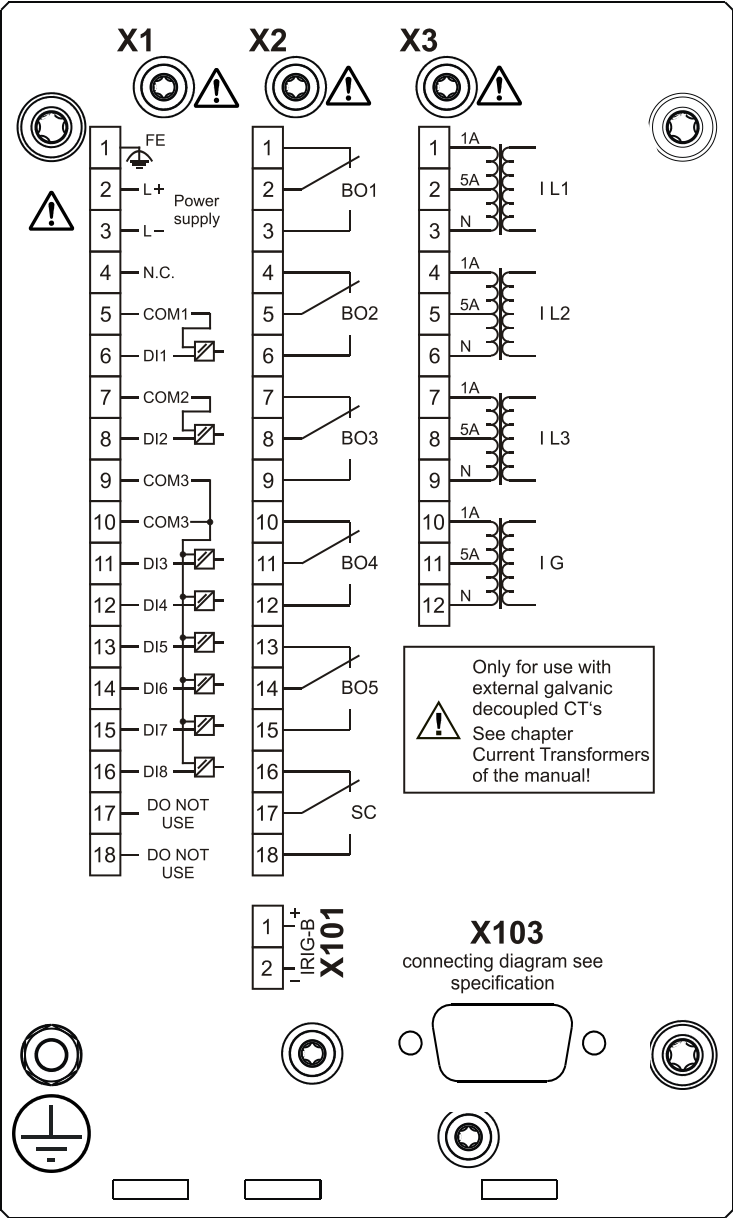 X1 X2 X3
1 FE
2 L+ Power
supply
3 L–
4 N.C.
5 COM1
6 DI1
7 COM2
8 DI2
9 COM3
10 COM3
11 DI3
12 DI4
13 DI5
14 DI6
15 DI7
16 DI8
17 DO NOT
USE
18 DO NOT
USE
1
2 BO1
3
4
5 BO2
6
7
8 BO3
9
10
11 BO4
12
13
14 BO5
15
16
17 SC
18
1 1A
2 5A I L1
3 N
4 1A
5 5A I L2
6 N
7 1A
8 5A I L3
9 N
10 1A
11 5A I G
12 N
Only for use with
external galvanic
decoupled CT‘s
See chapter
Current Transformers
of the manual!
1 +
2 –
IRIG-B
X101
X103
connecting diagram see
specification